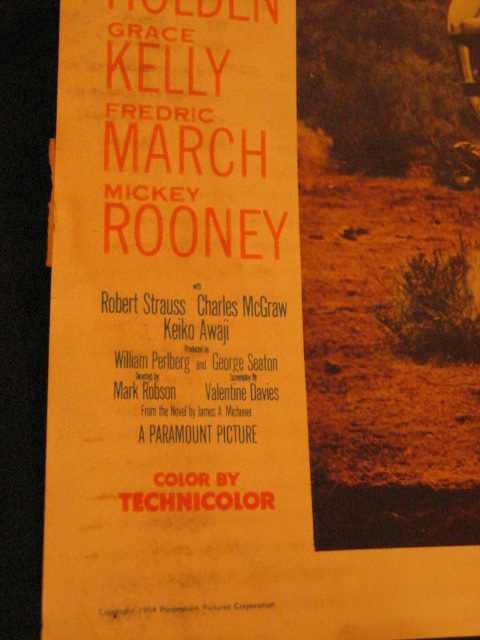 HOLDEN
GRACE
KELLY
FREDRIC
MARCH
MICKEY
ROONEY
with
Robert Strauss Charles McGraw
Keiko Awaji
Produced by
William Perlberg and George Seaton
Directed by Screenplay By
Mark Robson Valentine Davies
From the Novel by James A. Michener
A PARAMOUNT PICTURE
COLOR BY
TECHNICOLOR
Copyright 1954 Paramount Pictures Corporation